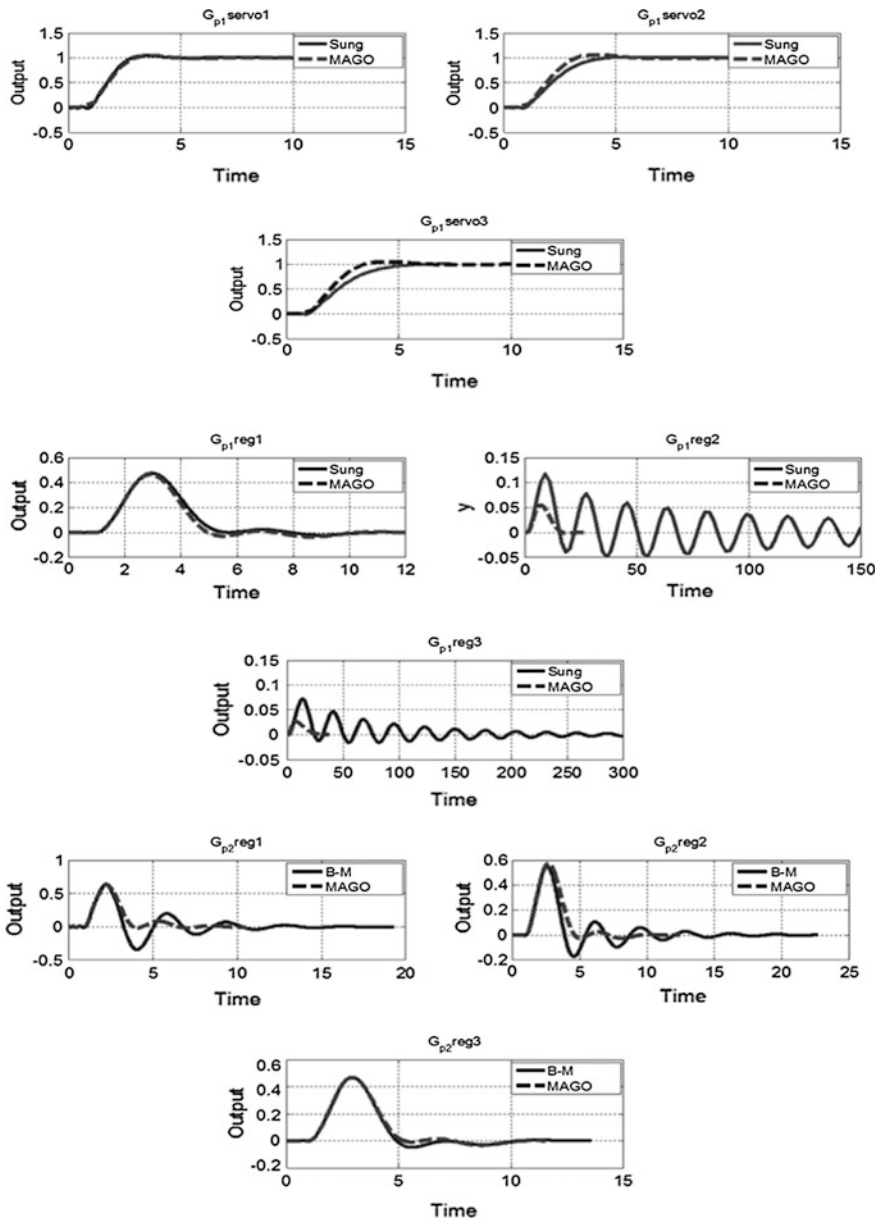 Gp1servo1
Gp1servo2
1.5
1
0.5
0
-0.5
Output
Sung
MAGO
0 5 10 15
Time
1.5
1
0.5
0
-0.5
Output
Sung
MAGO
0 5 10 15
Time
Gp1servo3
1.5
1
0.5
0
-0.5
Output
Sung
MAGO
0 5 10 15
Time
Gp1reg1
Gp1reg2
0.6
0.4
0.2
0
-0.2
Output
Sung
MAGO
0 2 4 6 8 10 12
Time
0.15
0.1
0.05
0
-0.05
y
Sung
MAGO
0 50 100 150
Time
Gp1reg3
0.15
0.1
0.05
0
-0.05
Output
Sung
MAGO
0 50 100 150 200 250 300
Time
Gp2reg1
Gp2reg2
1
0.5
0
-0.5
Output
B-M
MAGO
0 5 10 15 20
Time
0.6
0.4
0.2
0
-0.2
Output
B-M
MAGO
0 5 10 15 20 25
Time
Gp2reg3
0.6
0.4
0.2
0
-0.2
Output
B-M
MAGO
0 5 10 15
Time